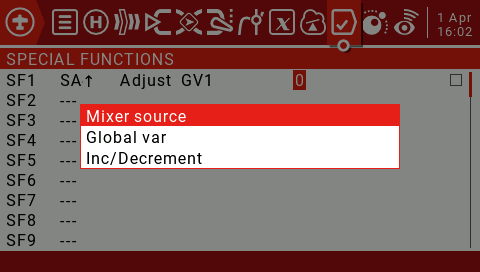 1 Apr
16:02
SPECIAL FUNCTIONS
SF1 SA↑ Adjust GV1 0
SF2 ---
SF3 ---
SF4 ---
SF5 ---
SF6 ---
SF7 ---
SF8 ---
SF9 ---
Mixer source
Global var
Inc/Decrement